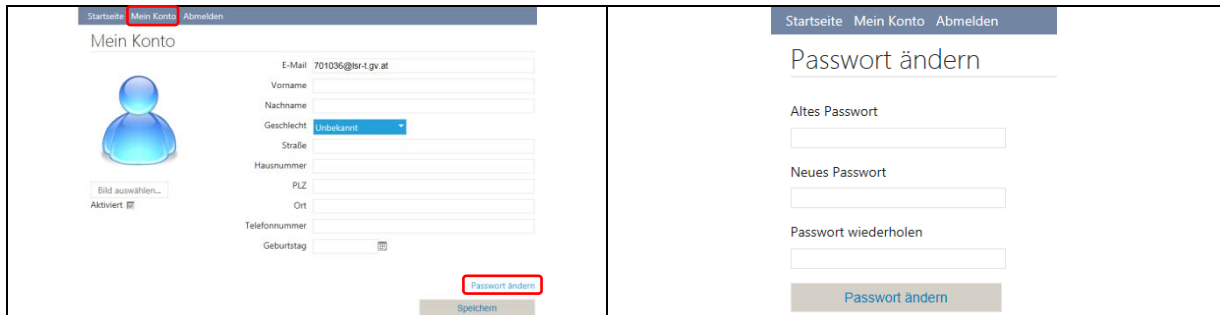 Startseite Mein Konto Abmelden
Mein Konto
E-Mail 701036@lsr-t.gv.at
Vorname
Nachname
Geschlecht Unbekannt
Straße
Hausnummer
Bild auswählen...
PLZ
Aktiviert
Ort
Telefonnummer
Geburtstag
Passwort ändern
Speichern
Startseite Mein Konto Abmelden
Passwort ändern
Altes Passwort
Neues Passwort
Passwort wiederholen
Passwort ändern